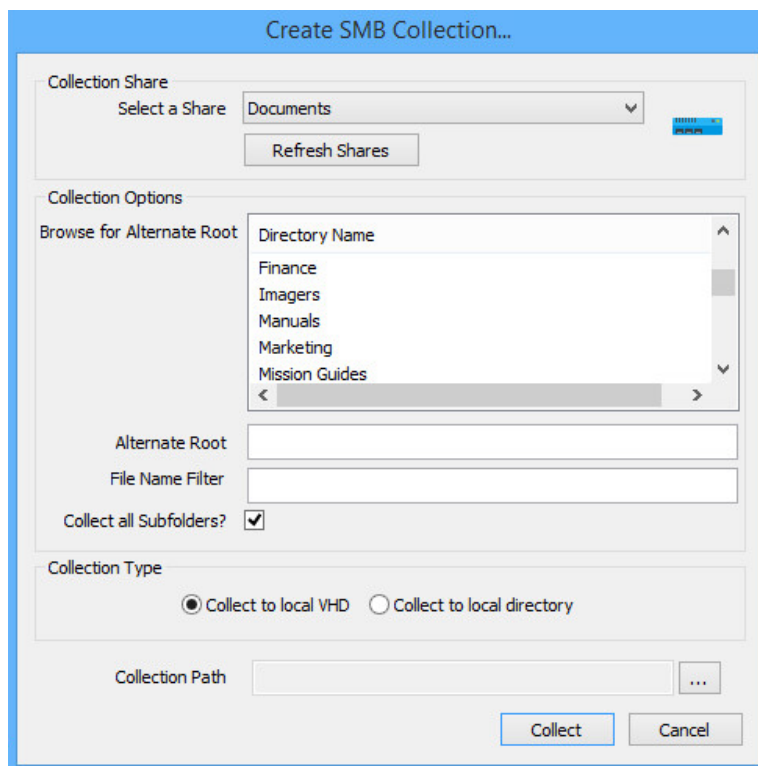 Create SMB Collection...
Collection Share
Select a Share Documents
Refresh Shares
Collection Options
Browse for Alternate Root Directory Name
Finance
Imagers
Manuals
Marketing
Mission Guides
Alternate Root
File Name Filter
Collect all Subfolders?
Collection Type
Collect to local VHD Collect to local directory
Collection Path ...
Collect Cancel